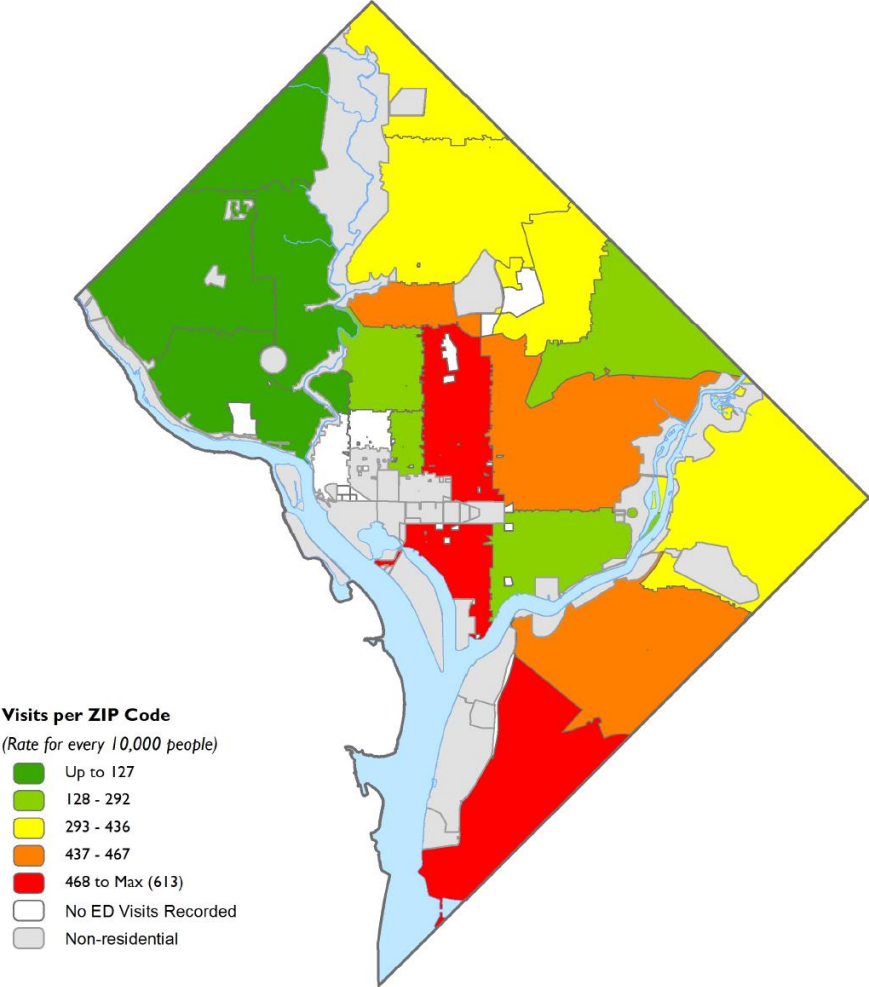 Visits per ZIP Code
(Rate for every 10,000 people)
Up to 127
128 - 292
293 - 436
437 - 467
468 to Max (613)
No ED Visits Recorded
Non-residential